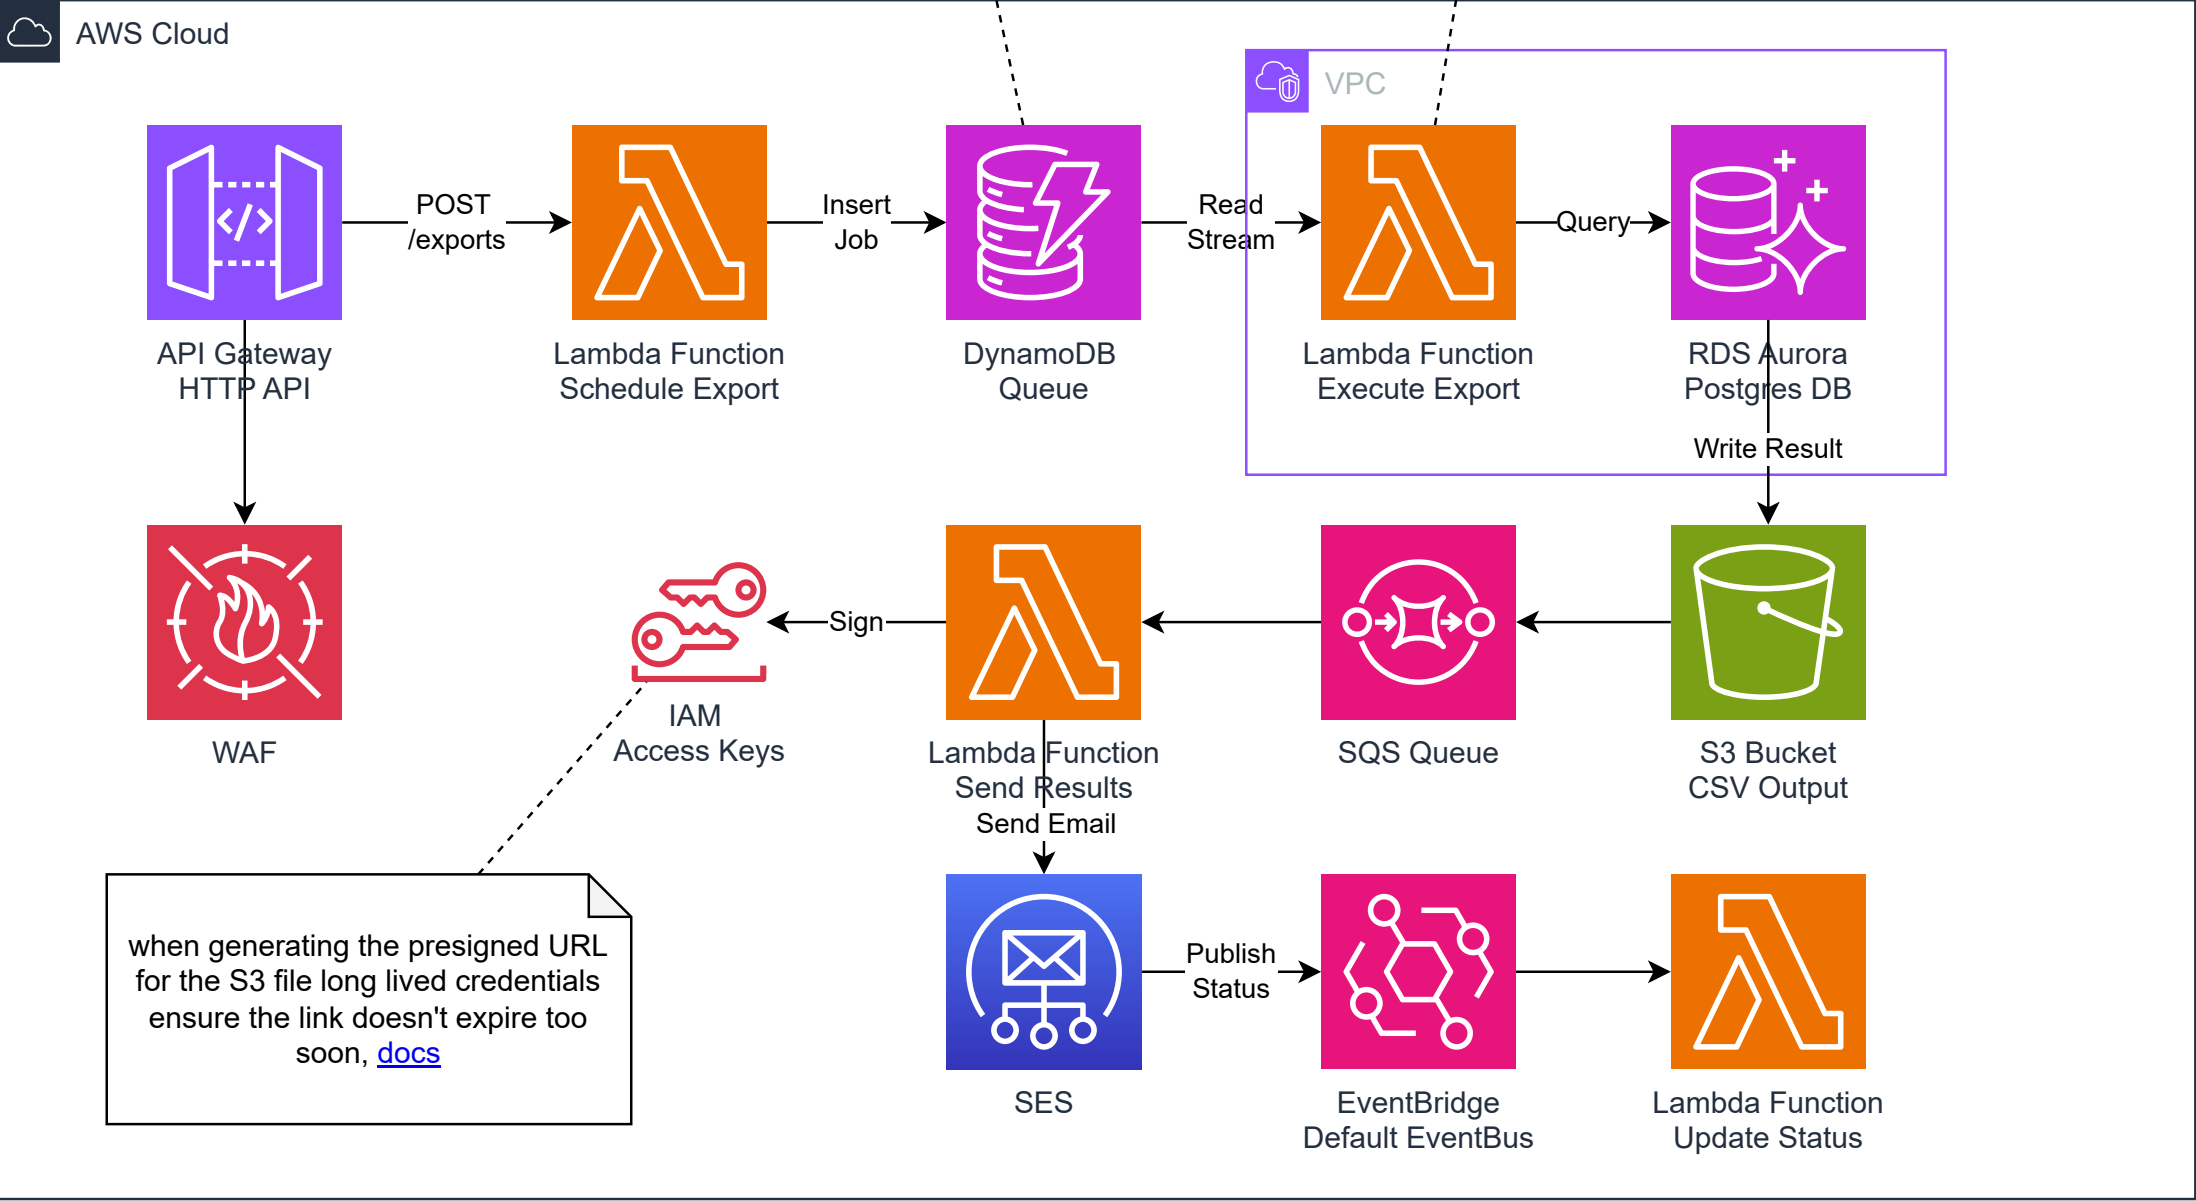 AWS Cloud
VPC
POST
/exports
Insert
Job
Read
Stream
Query
API Gateway
HTTP API
Lambda Function
Schedule Export
DynamoDB
Queue
Lambda Function
Execute Export
RDS Aurora
Postgres DB
Write Result
Sign
WAF
IAM
Access Keys
Lambda Function
Send Results
Send Email
SQS Queue
S3 Bucket
CSV Output
when generating the presigned URL
for the S3 file long lived credentials
ensure the link doesn't expire too
soon, docs
Publish
Status
SES
EventBridge
Default EventBus
Lambda Function
Update Status